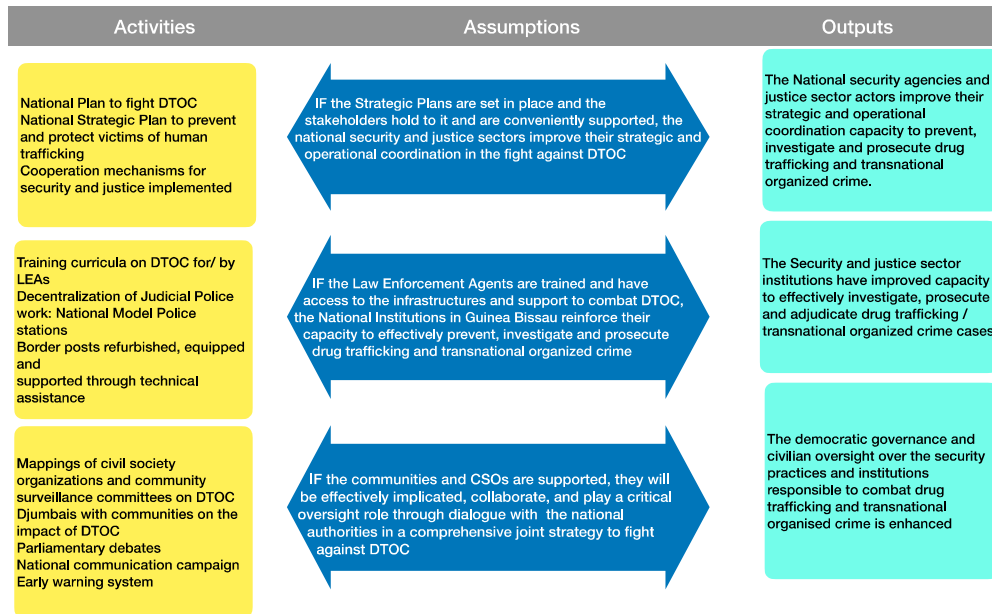 Activities
Assumptions
Outputs
National Plan to fight DTOC
National Strategic Plan to prevent
and protect victims of human
trafficking
Cooperation mechanisms for
security and justice implemented
IF the Strategic Plans are set in place and the
stakeholders hold to it and are conveniently supported, the
national security and justice sectors improve their strategic and
operational coordination in the fight against DTOC
The National security agencies and
justice sector actors improve their
strategic and operational
coordination capacity to prevent,
investigate and prosecute drug
trafficking and transnational
organized crime.
Training curricula on DTOC for/ by
LEAs
Decentralization of Judicial Police
work: National Model Police
stations
Border posts refurbished, equipped
and
supported through technical
assistance
IF the Law Enforcement Agents are trained and have
access to the infrastructures and support to combat DTOC,
the National Institutions in Guinea Bissau reinforce their
capacity to effectively prevent, investigate and prosecute
drug trafficking and transnational organized crime
The Security and justice sector
institutions have improved capacity
to effectively investigate, prosecute
and adjudicate drug trafficking /
transnational organized crime cases
Mappings of civil society
organizations and community
surveillance committees on DTOC
Djumbais with communities on the
impact of DTOC
Parliamentary debates
National communication campaign
Early warning system
IF the communities and CSOs are supported, they will
be effectively implicated, collaborate, and play a critical
oversight role through dialogue with the national
authorities in a comprehensive joint strategy to fight
against DTOC
The democratic governance and
civilian oversight over the security
practices and institutions
responsible to combat drug
trafficking and transnational
organised crime is enhanced